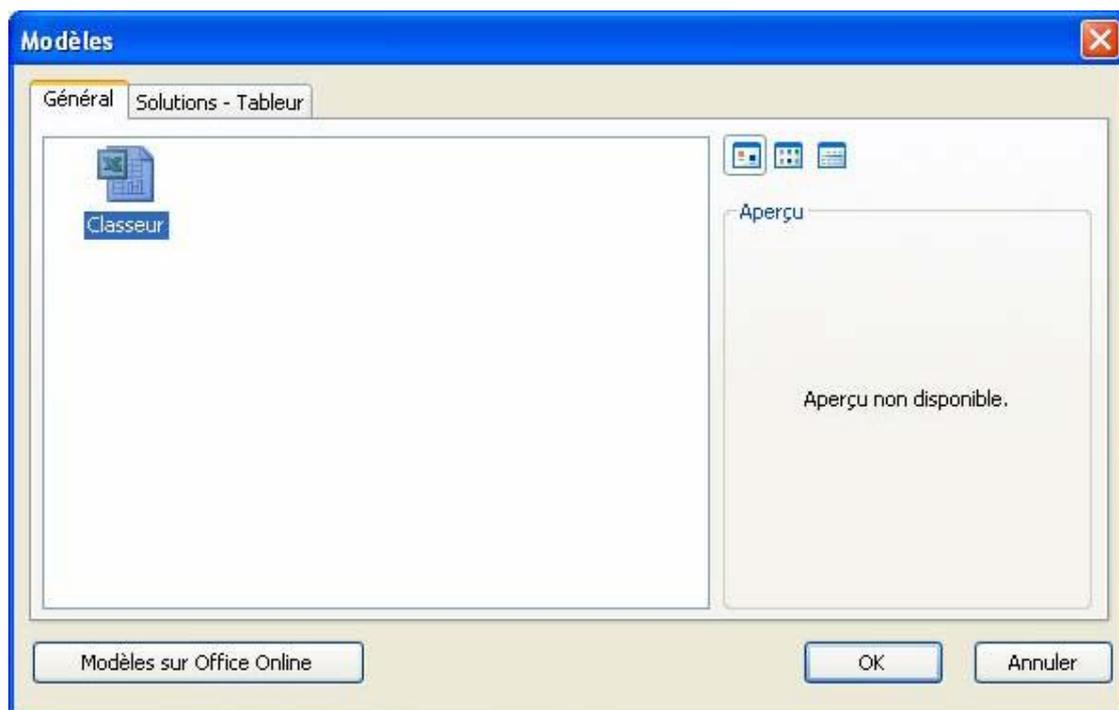 Modèles
Général
Solutions - Tableur
Classeur
Aperçu
Aperçu non disponible.
Modèles sur Office Online
OK
Annuler